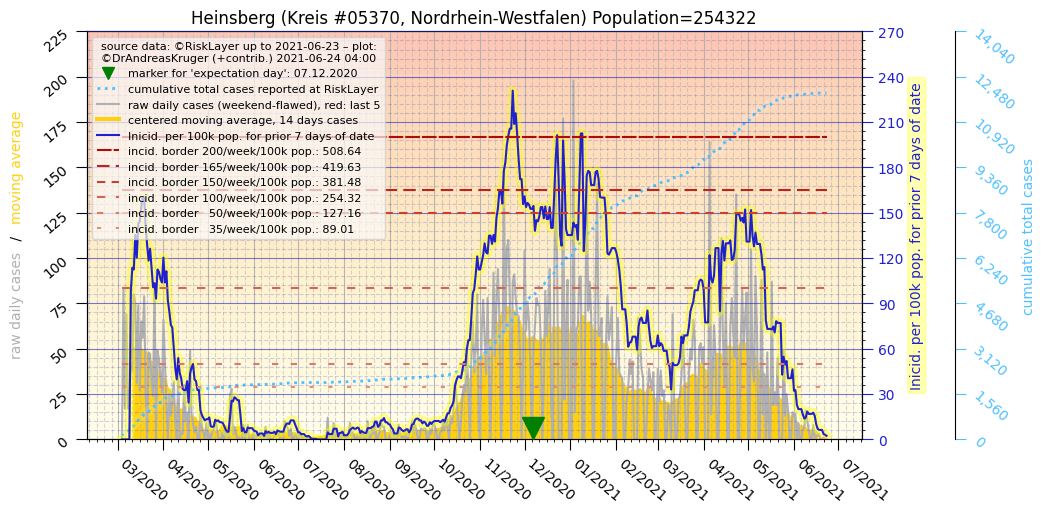 Heinsberg (Kreis #05370, Nordrhein-Westfalen) Population=254322
source data: ©RiskLayer up to 2021-06-23 – plot:
©DrAndreasKruger (+contrib.) 2021-06-24 04:00
marker for 'expectation day': 07.12.2020
cumulative total cases reported at RiskLayer
raw daily cases (weekend-flawed), red: last 5
centered moving average, 14 days cases
Inicid. per 100k pop. for prior 7 days of date
incid. border 200/week/100k pop.: 508.64
incid. border 165/week/100k pop.: 419.63
incid. border 150/week/100k pop.: 381.48
incid. border 100/week/100k pop.: 254.32
incid. border   50/week/100k pop.: 127.16
incid. border   35/week/100k pop.: 89.01
raw daily cases / moving average
225
200
175
150
125
100
75
50
25
0
03/2020
04/2020
05/2020
06/2020
07/2020
08/2020
09/2020
10/2020
11/2020
12/2020
01/2021
02/2021
03/2021
04/2021
05/2021
06/2021
07/2021
270
240
210
180
150
120
90
60
30
0
Inicid. per 100k pop. for prior 7 days of date
14,040
12,480
10,920
9,360
7,800
6,240
4,680
3,120
1,560
0
cumulative total cases